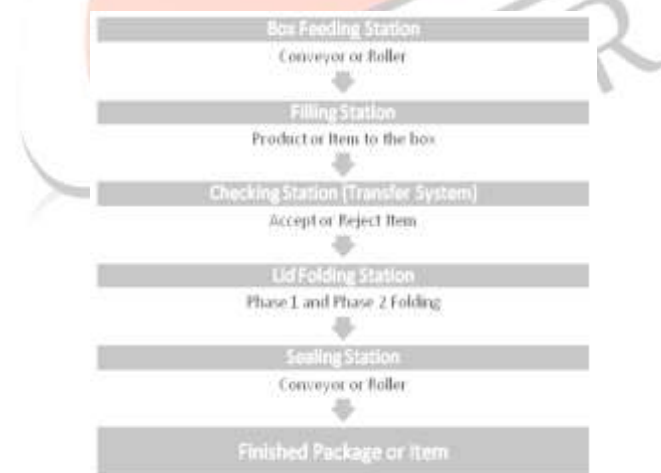 Box Feeding Station
Conveyor or Roller
Filling Station
Product or Item to the box
Checking Station (Transfer System)
Accept or Reject Item
Lid Folding Station
Phase 1 and Phase 2 Folding
Sealing Station
Conveyor or Roller
Finished Package or Item